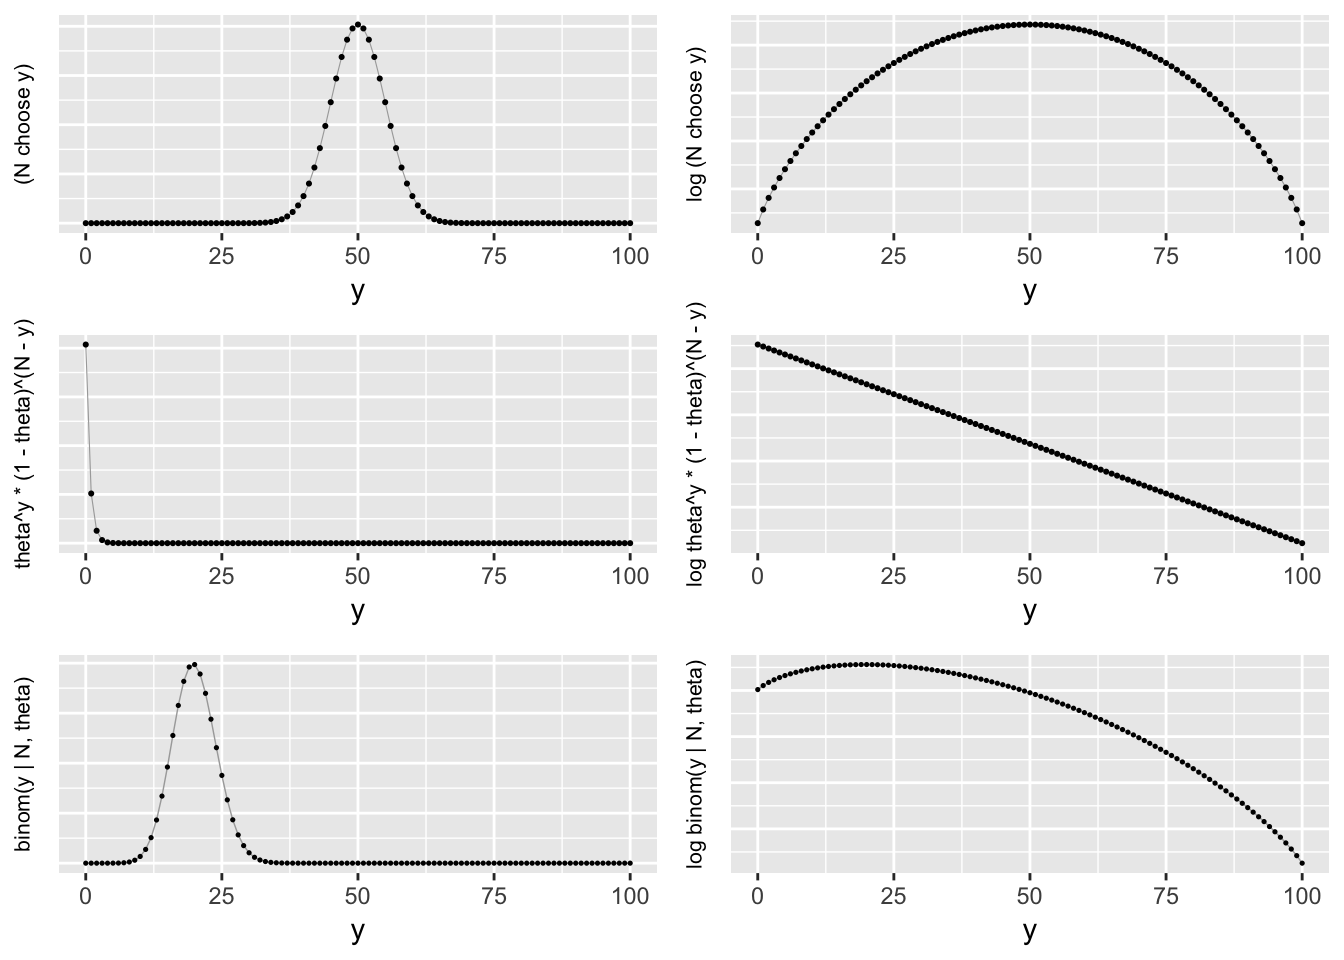 (N choose y)
0 25 50 75 100
y
log (N choose y)
0 25 50 75 100
y
theta^y * (1 - theta)^(N - y)
0 25 50 75 100
y
log theta^y * (1 - theta)^(N - y)
0 25 50 75 100
y
binom(y | N, theta)
0 25 50 75 100
y
log binom(y | N, theta)
0 25 50 75 100
y